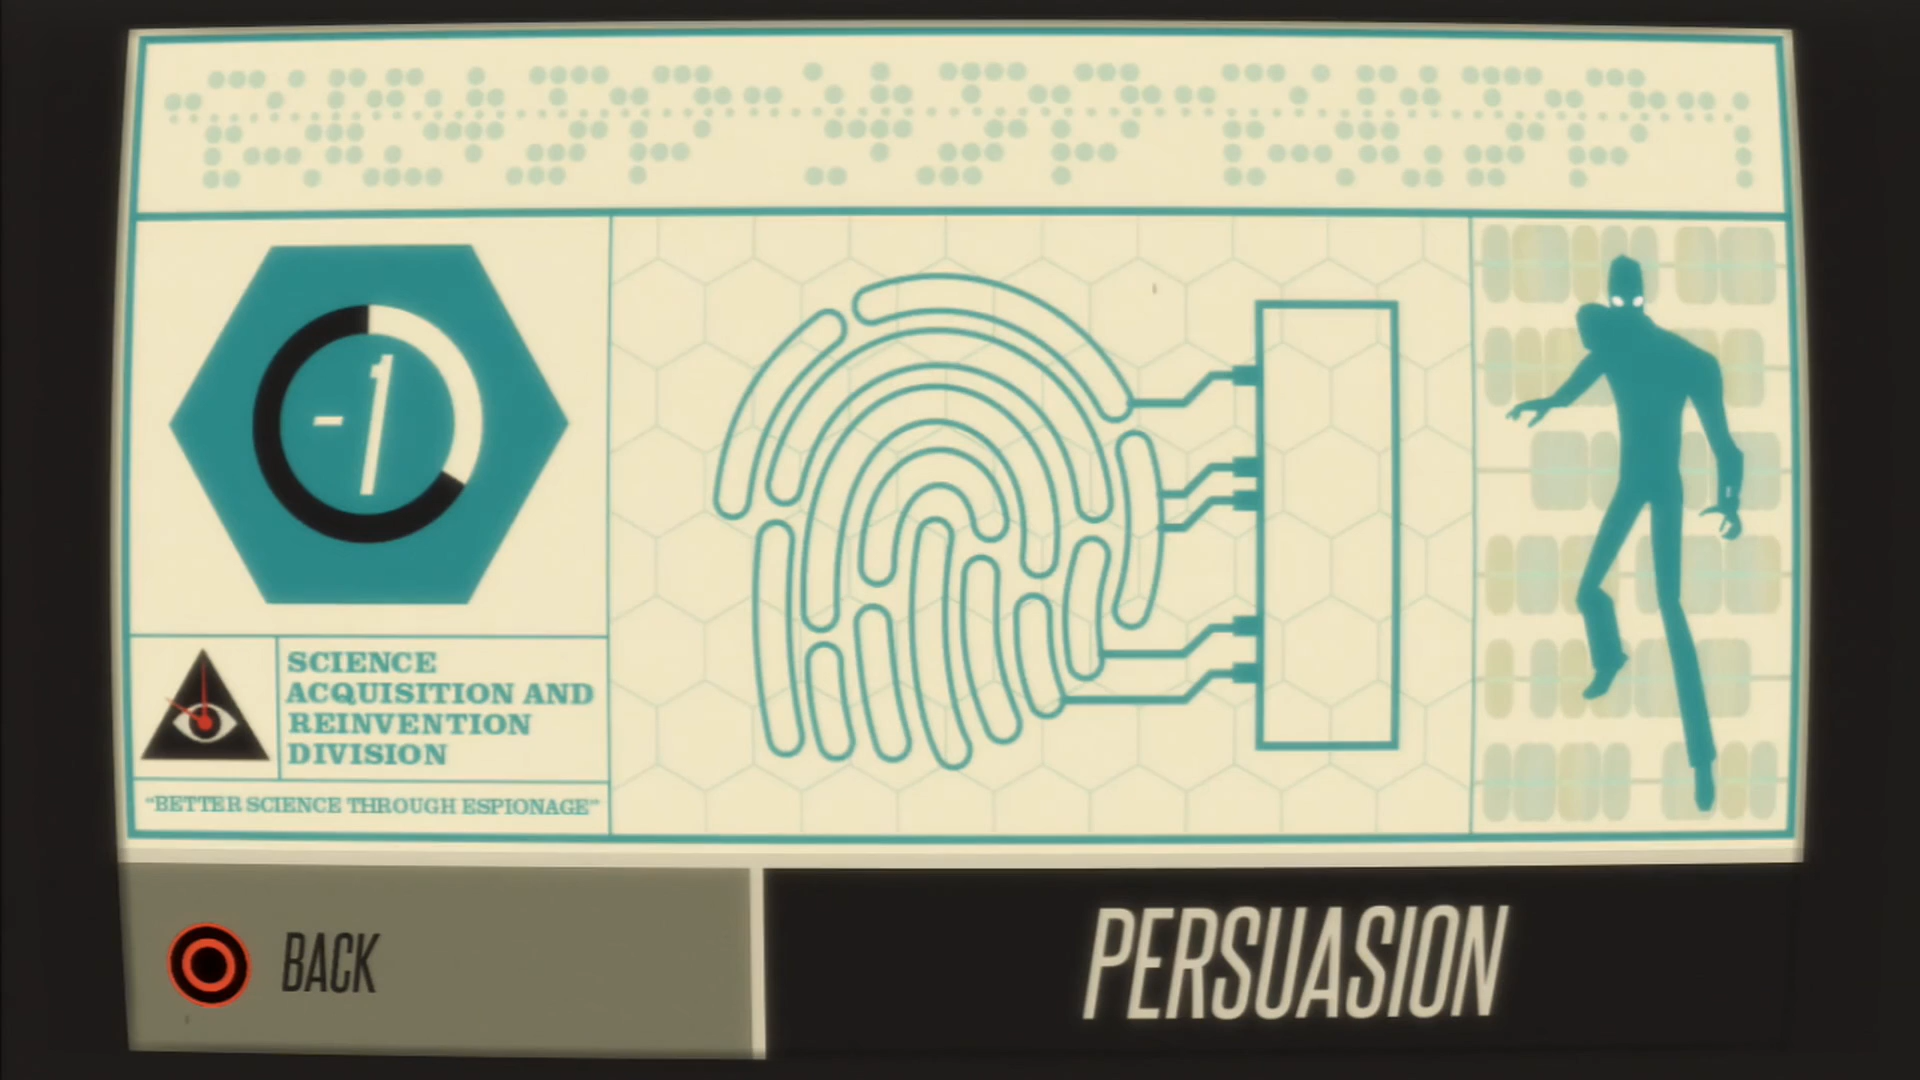 -1
SCIENCE
ACQUISITION AND
REINVENTION
DIVISION
"BETTER SCIENCE THROUGH ESPIONAGE"
BACK
PERSUASION